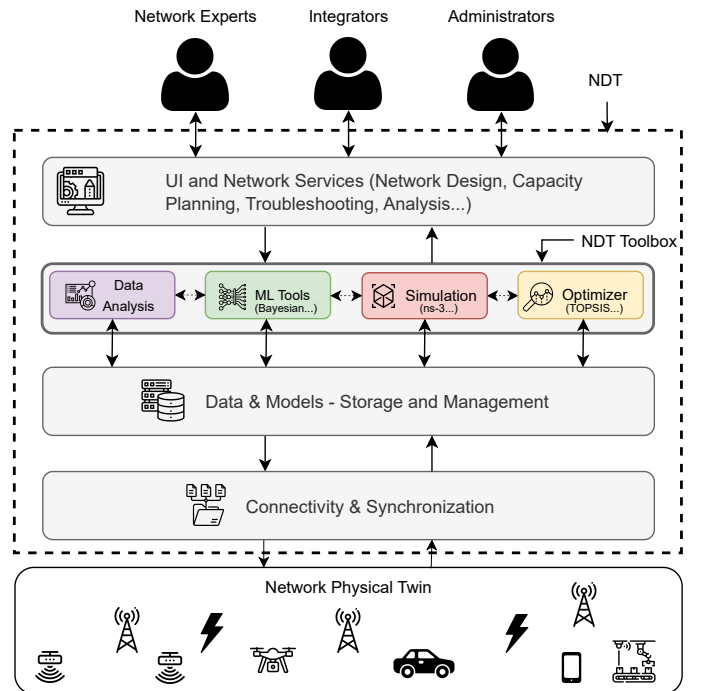 Network Experts
Integrators
Administrators
NDT
UI and Network Services (Network Design, Capacity
Planning, Troubleshooting, Analysis...)
NDT Toolbox
Data
Analysis
ML Tools
(Bayesian...)
Simulation
(ns-3...)
Optimizer
(TOPSIS...)
Data & Models - Storage and Management
Connectivity & Synchronization
Network Physical Twin